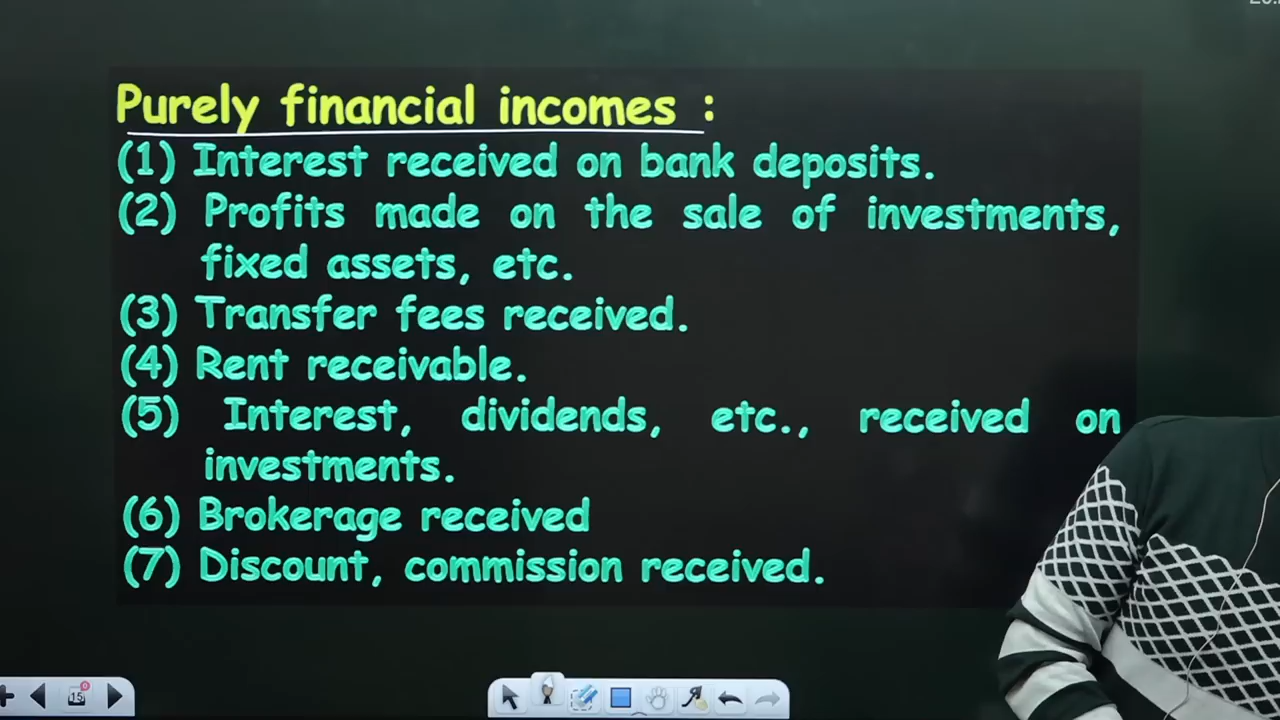 Purely financial incomes :
(1) Interest received on bank deposits.
(2) Profits made on the sale of investments,
fixed assets, etc.
(3) Transfer fees received.
(4) Rent receivable.
(5) Interest, dividends, etc., received on
investments.
(6) Brokerage received
(7) Discount, commission received.
15